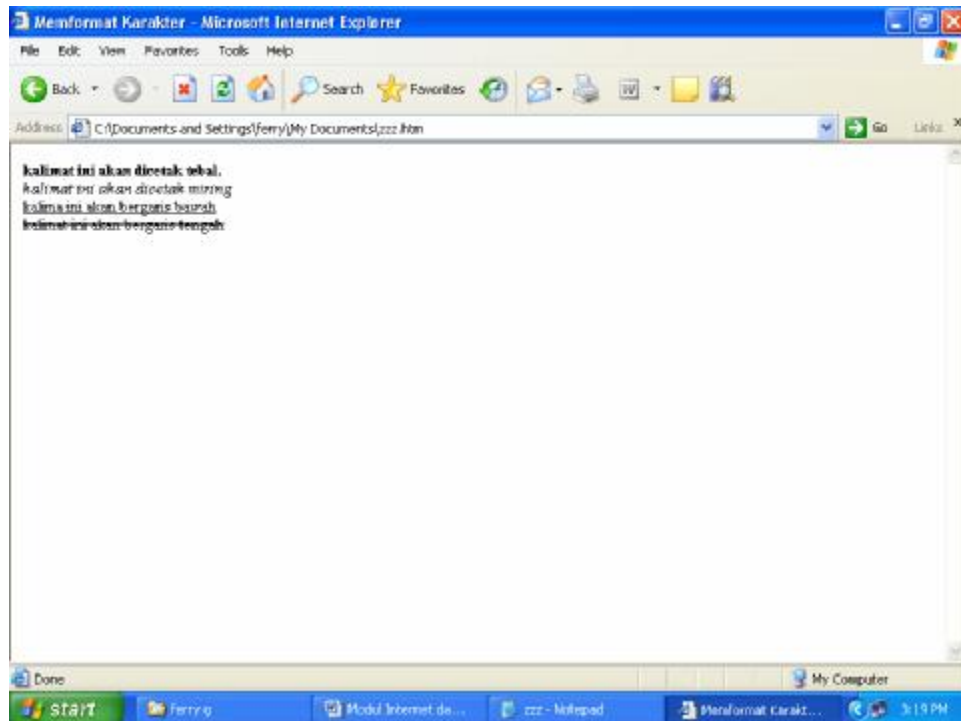 Memformat Karakter - Microsoft Internet Explorer
File Edit View Favorites Tools Help
Back Search Favorites
Address C:\Documents and Settings\ferry\My Documents\zzz.htm Go Links
kalimat ini akan dicetak tebal.
kalimat ini akan dicetak miring
kalima ini akan bergaris bawah
kalimat ini akan bergaris tengah
Done My Computer
start ferry g Modul Internet da... zzz - Notepad Memformat Karakt... 3:19 PM